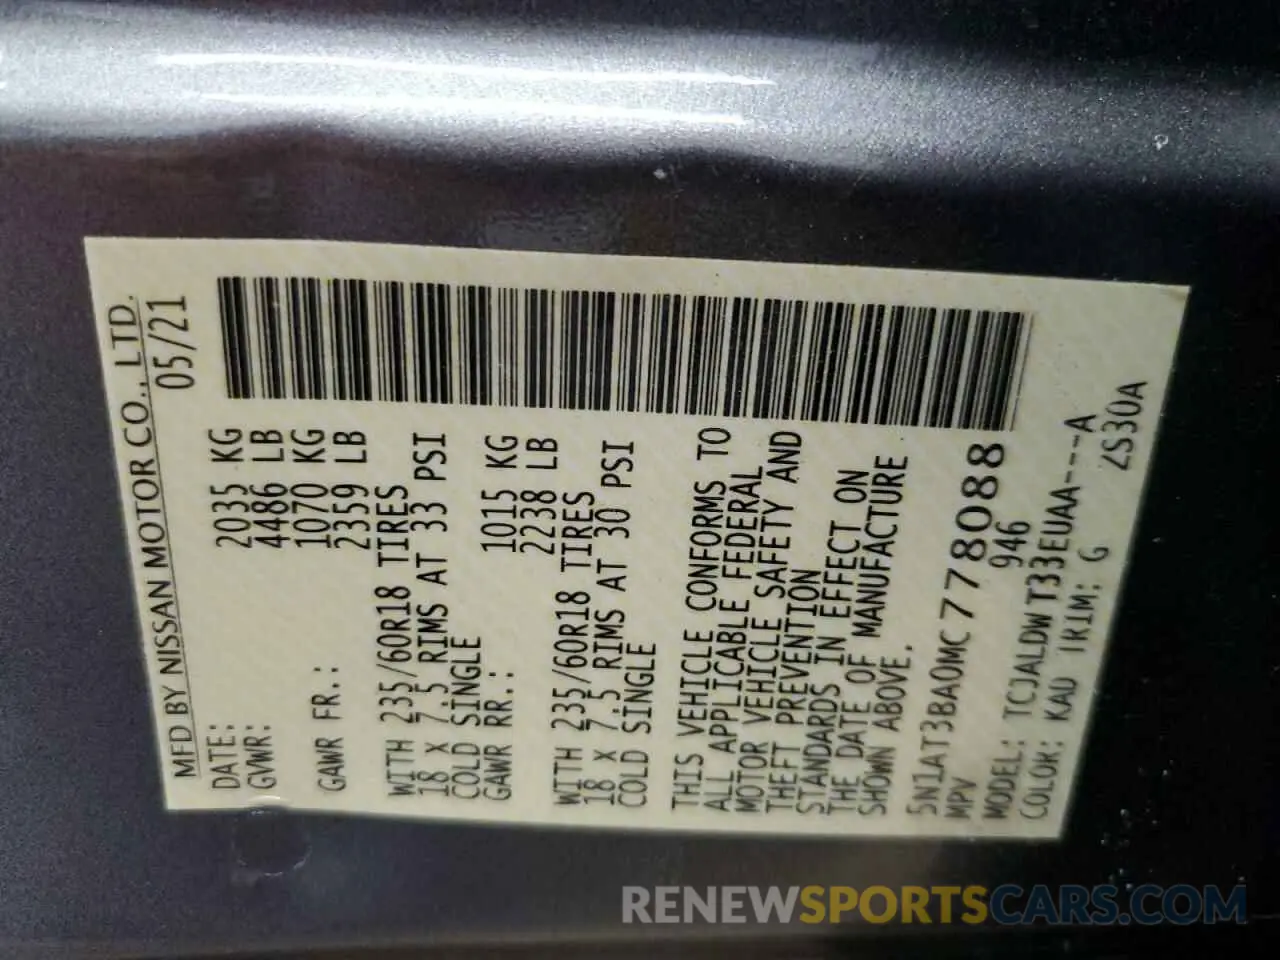 MFD BY NISSAN MOTOR CO., LTD.
DATE: 05/21
GVWR: 2035 KG
4486 LB
GAWR FR.: 1070 KG
2359 LB
WITH 235/60R18 TIRES
18 X 7.5 RIMS AT 33 PSI
COLD SINGLE
GAWR RR.: 1015 KG
2238 LB
WITH 235/60R18 TIRES
18 X 7.5 RIMS AT 30 PSI
COLD SINGLE
THIS VEHICLE CONFORMS TO
ALL APPLICABLE FEDERAL
MOTOR VEHICLE SAFETY AND
THEFT PREVENTION
STANDARDS IN EFFECT ON
THE DATE OF MANUFACTURE
SHOWN ABOVE.
5N1AT3BA0MC778088
MPV 946
MODEL: TCJALDWT33EUAA---A
COLOR: KAD TRIM: G ZS30A
RENEWSPORTSCARS.COM